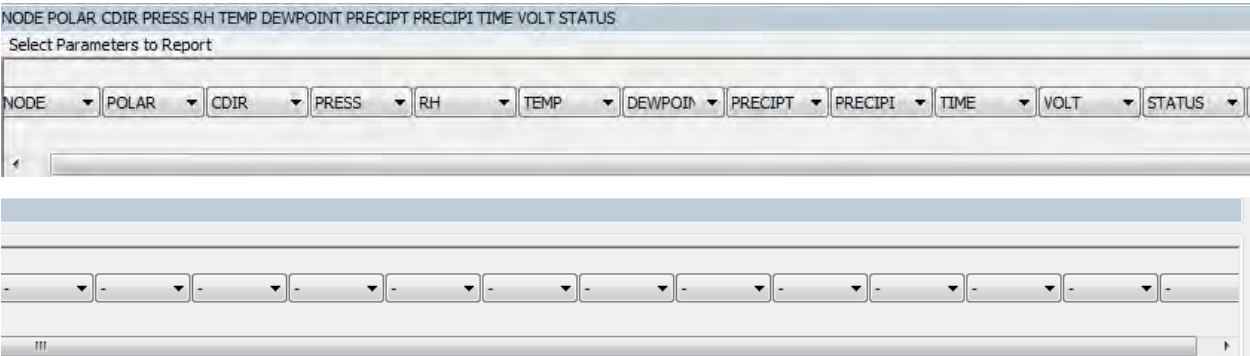 NODE POLAR CDIR PRESS RH TEMP DEWPOINT PRECIPT PRECIPI TIME VOLT STATUS
Select Parameters to Report
NODE POLAR CDIR PRESS RH TEMP DEWPOIN PRECIPT PRECIPI TIME VOLT STATUS
- - - - - - - - - - - - -